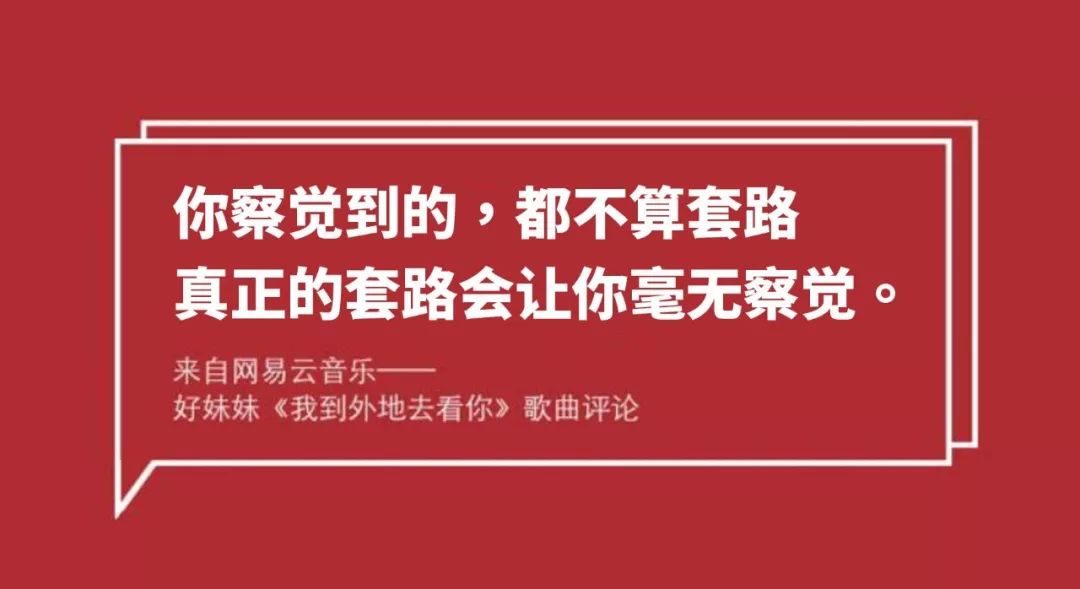 你察觉到的，都不算套路
真正的套路会让你毫无察觉。
来自网易云音乐——
好妹妹《我到外地去看你》歌曲评论